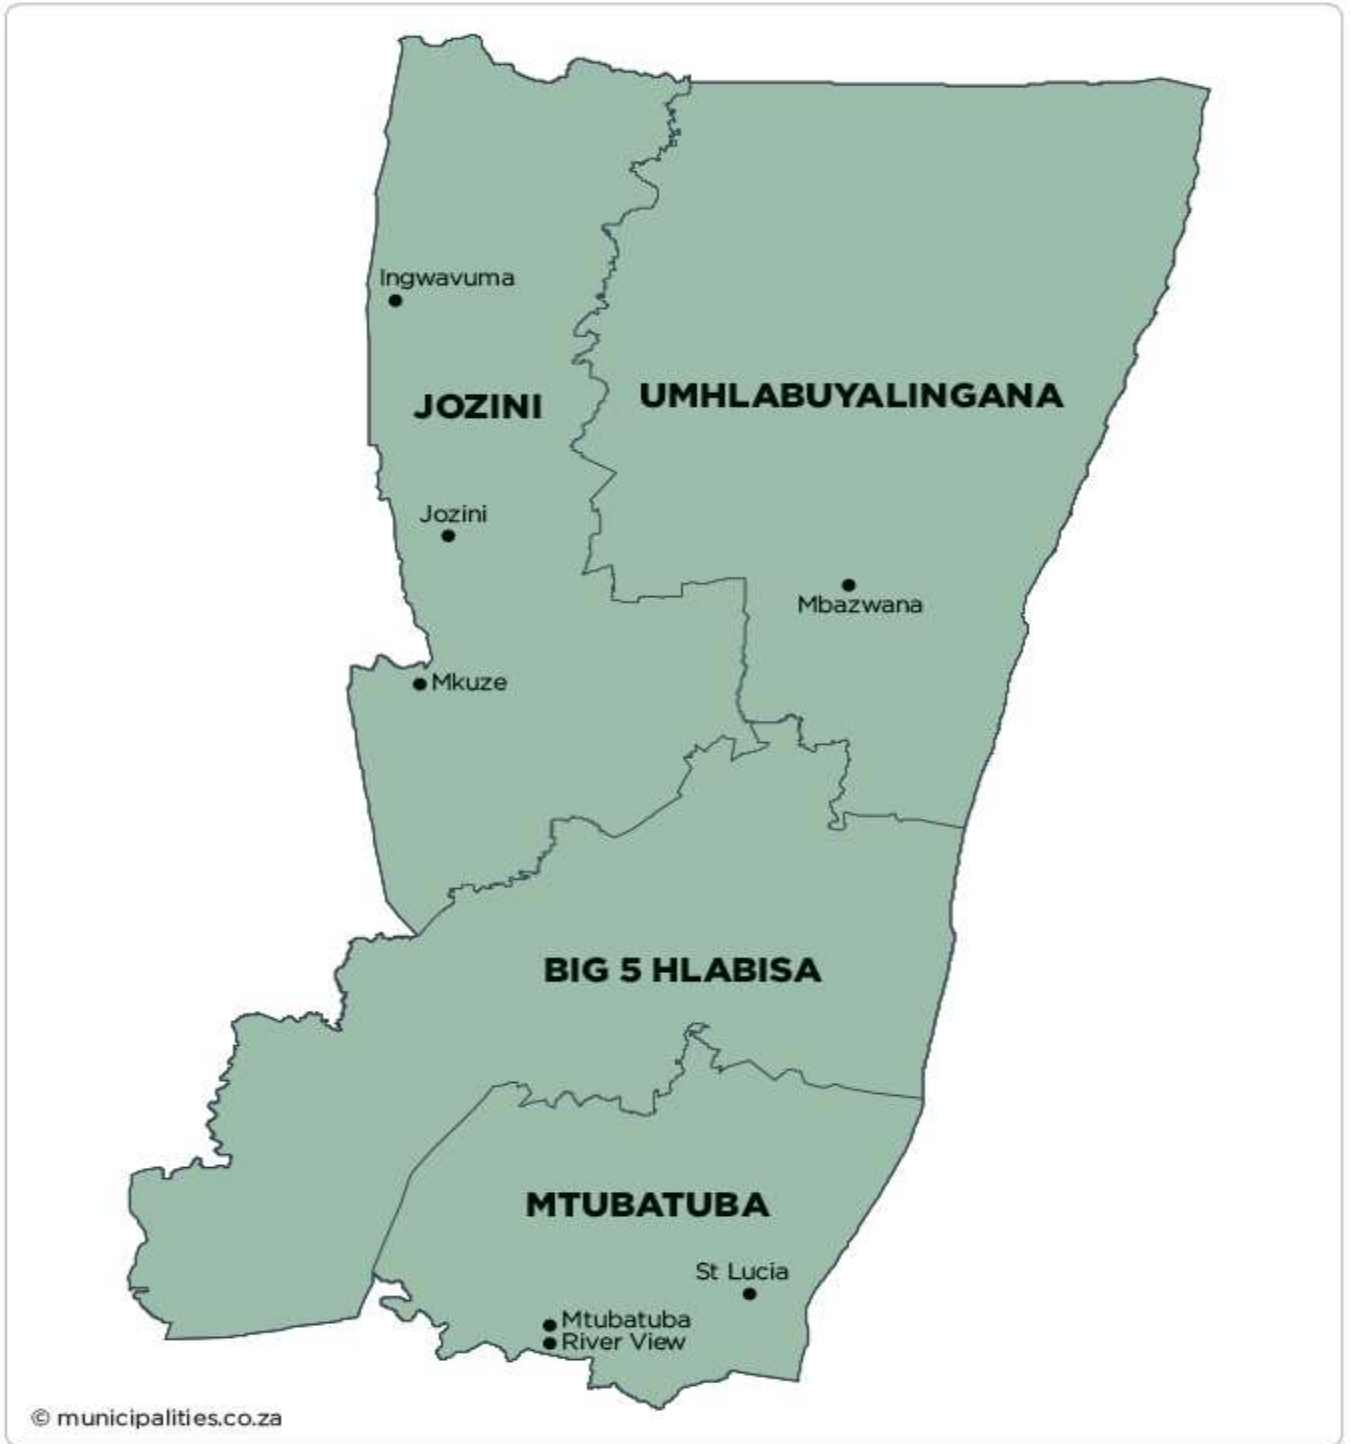 Ingwavuma
JOZINI
UMHLABUYALINGANA
Jozini
Mbazwana
Mkuze
BIG 5 HLABISA
MTUBATUBA
St Lucia
Mtubatuba
River View
© municipalities.co.za